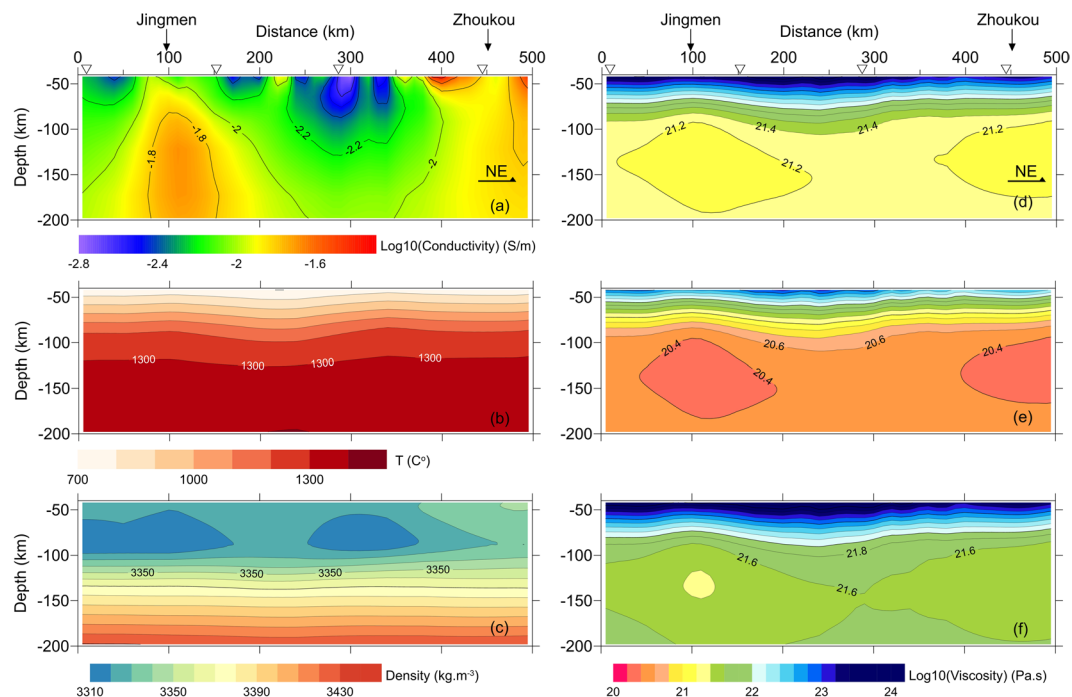 Jingmen
Zhoukou
Distance (km)
0 100 200 300 400 500
Depth (km)
-50
-100
-150
-200
-1.8
-1.8
-2
-2.2
-2.2
-2
NE
(a)
Log10(Conductivity) (S/m)
-2.8 -2.4 -2 -1.6
Depth (km)
-50
-100
-150
-200
1300 1300 1300 1300
(b)
T (Cº)
700 1000 1300
Depth (km)
-50
-100
-150
-200
3350 3350 3350 3350
(c)
Density (kg.m-3)
3310 3350 3390 3430
Jingmen
Zhoukou
Distance (km)
0 100 200 300 400 500
-50
-100
-150
-200
21.2 21.4 21.4 21.2
21.2
NE
(d)
-50
-100
-150
-200
20.4 20.6 20.6 20.4
20.4
(e)
-50
-100
-150
-200
21.6 21.8 21.6
21.6
(f)
Log10(Viscosity) (Pa.s)
20 21 22 23 24